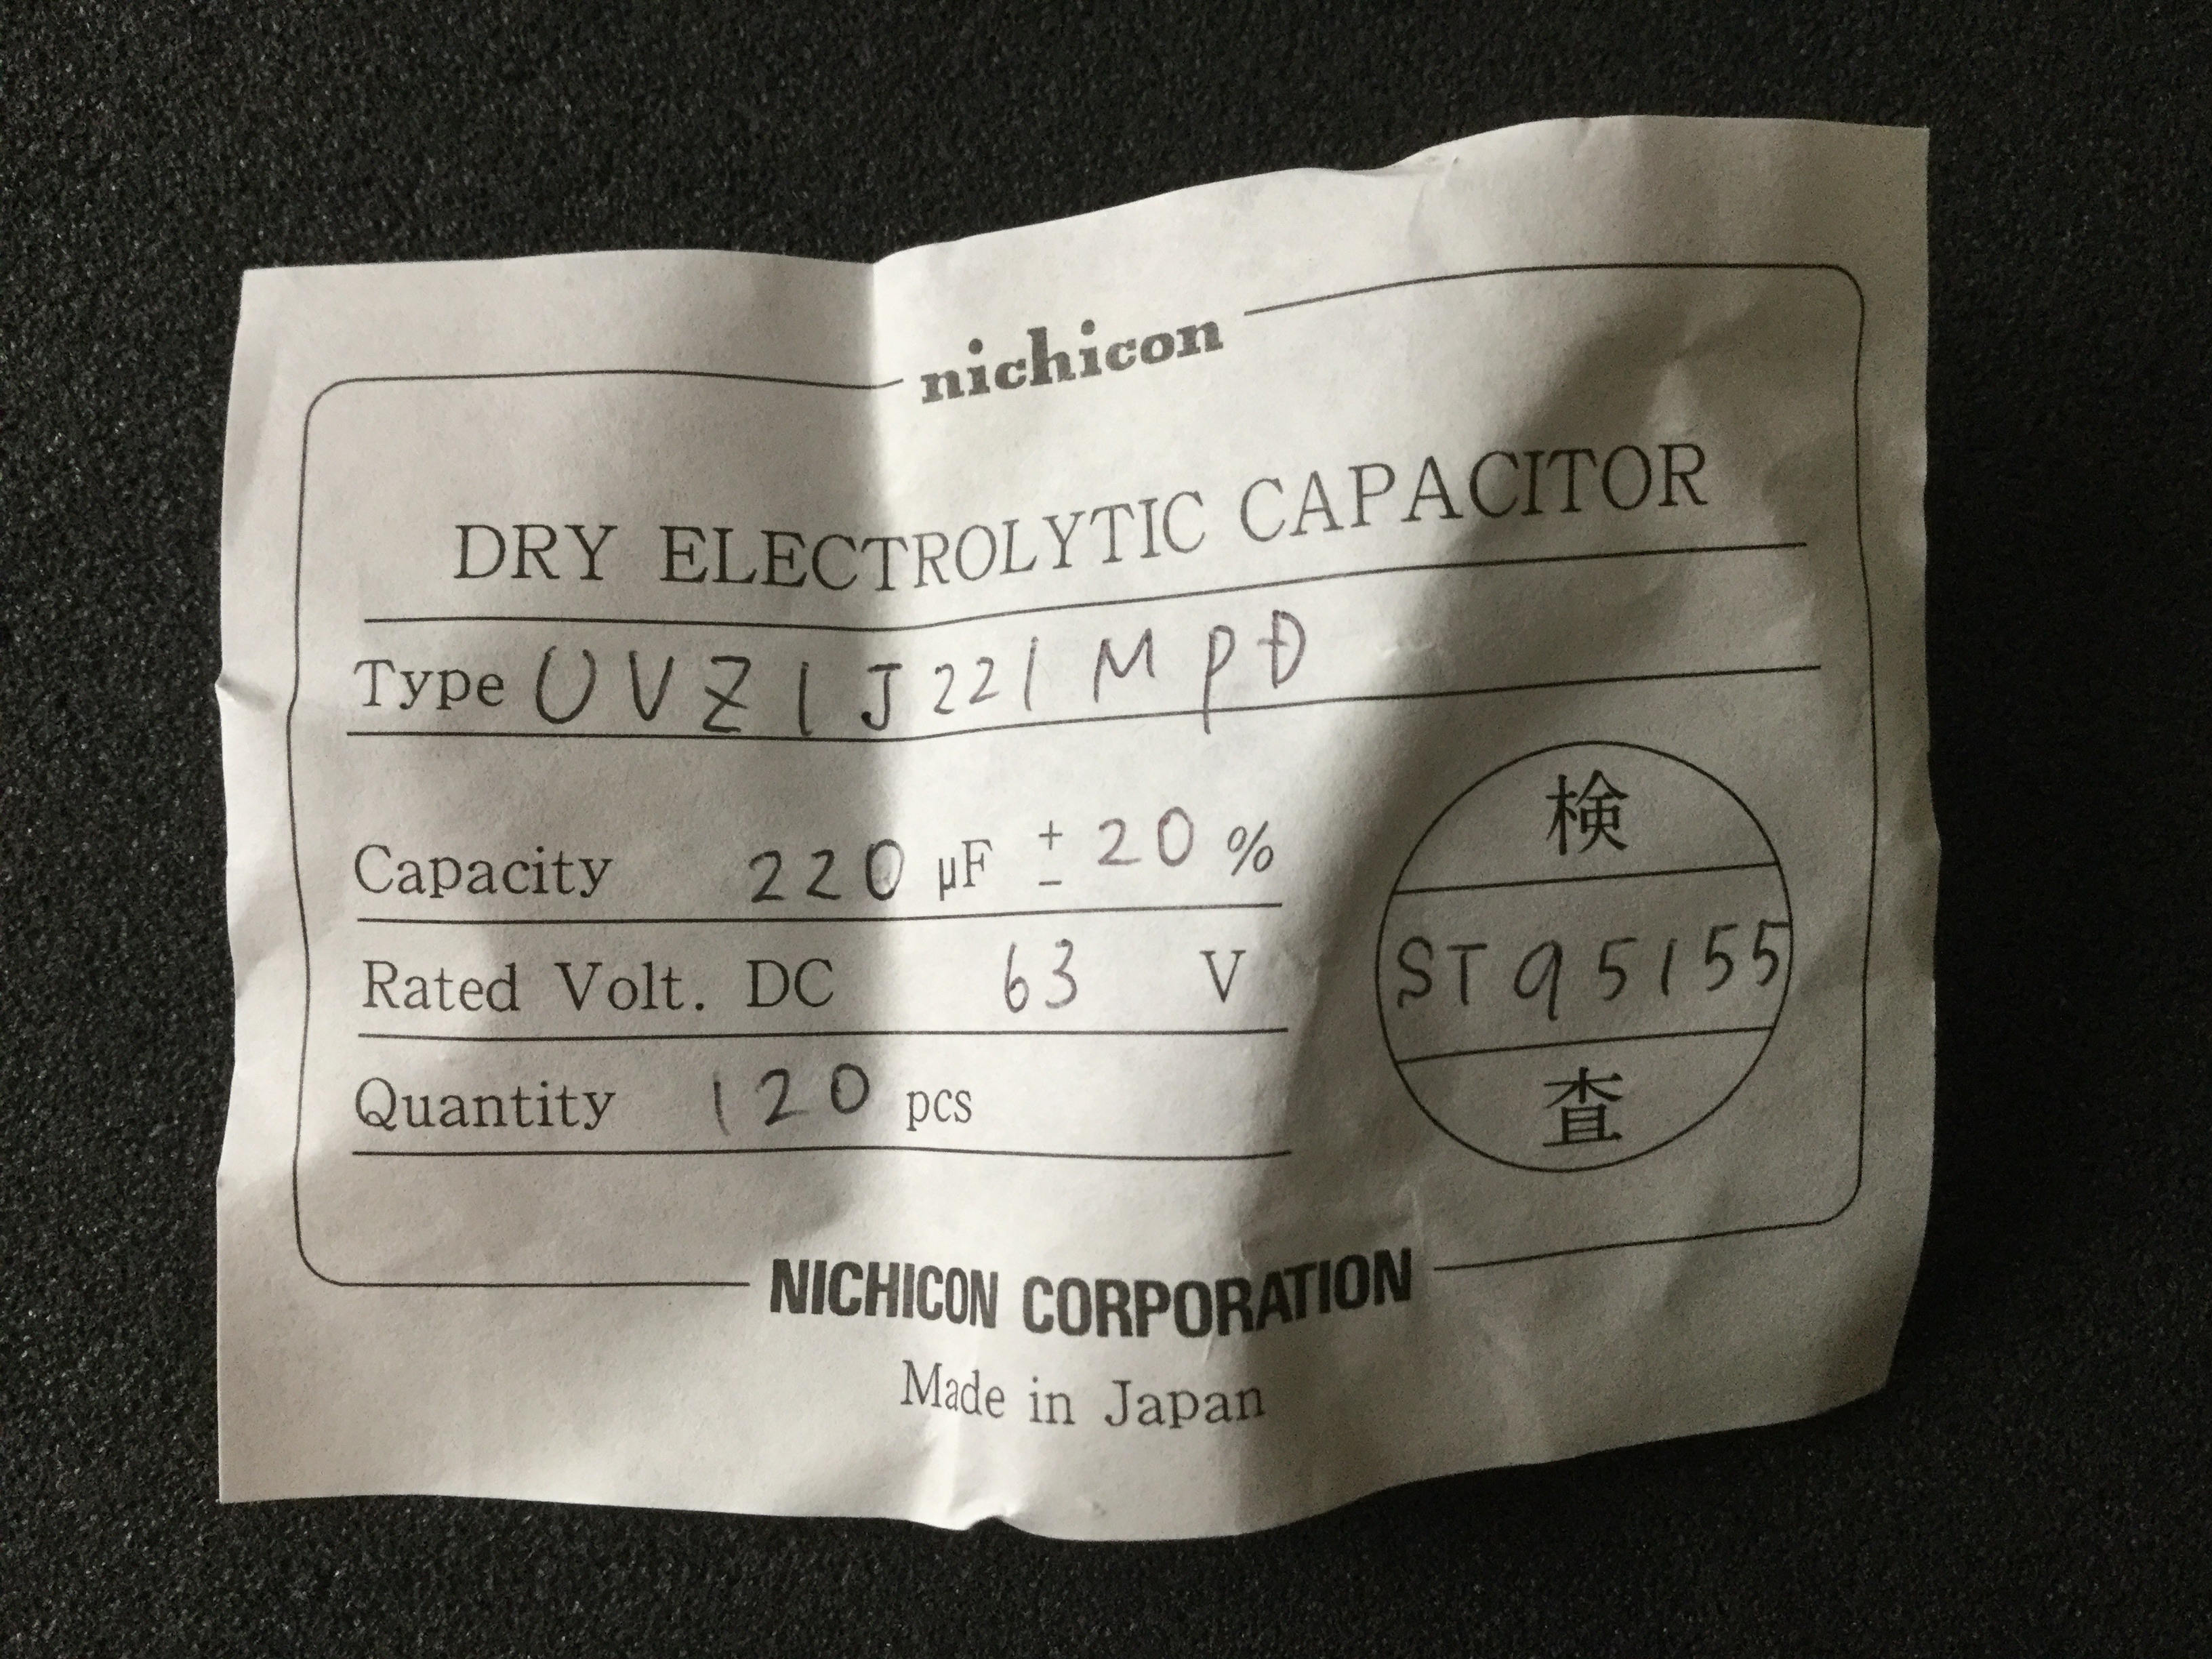 nichicon
DRY ELECTROLYTIC CAPACITOR
Type UVZ1J221MPD
Capacity 220 µF ± 20 %
Rated Volt. DC 63 V
Quantity 120 pcs
検
ST95155
査
NICHICON CORPORATION
Made in Japan